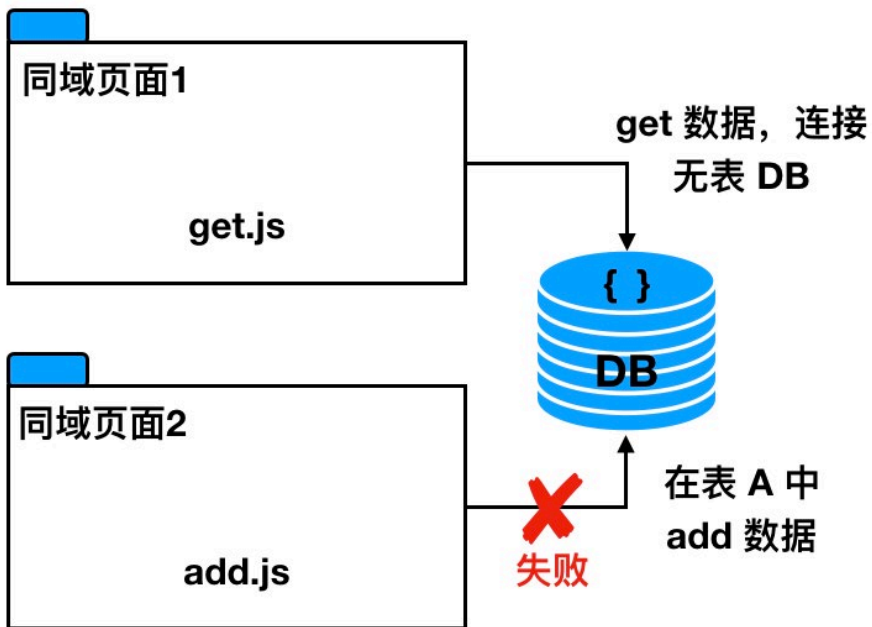 同域页面1
get.js
get 数据，连接
无表 DB
{ }
DB
同域页面2
add.js
失败
在表 A 中
add 数据